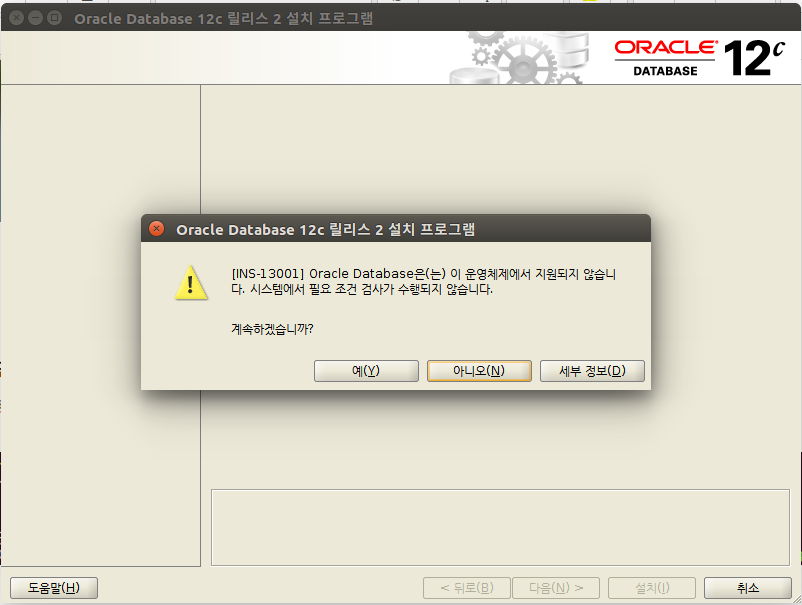 Oracle Database 12c 릴리스 2 설치 프로그램
ORACLE
DATABASE
12c
Oracle Database 12c 릴리스 2 설치 프로그램
[INS-13001] Oracle Database은(는) 이 운영체제에서 지원되지 않습니
다. 시스템에서 필요 조건 검사가 수행되지 않습니다.
계속하겠습니까?
예(Y)
아니오(N)
세부 정보(D)
도움말(H)
< 뒤로(B)
다음(N) >
설치(I)
취소